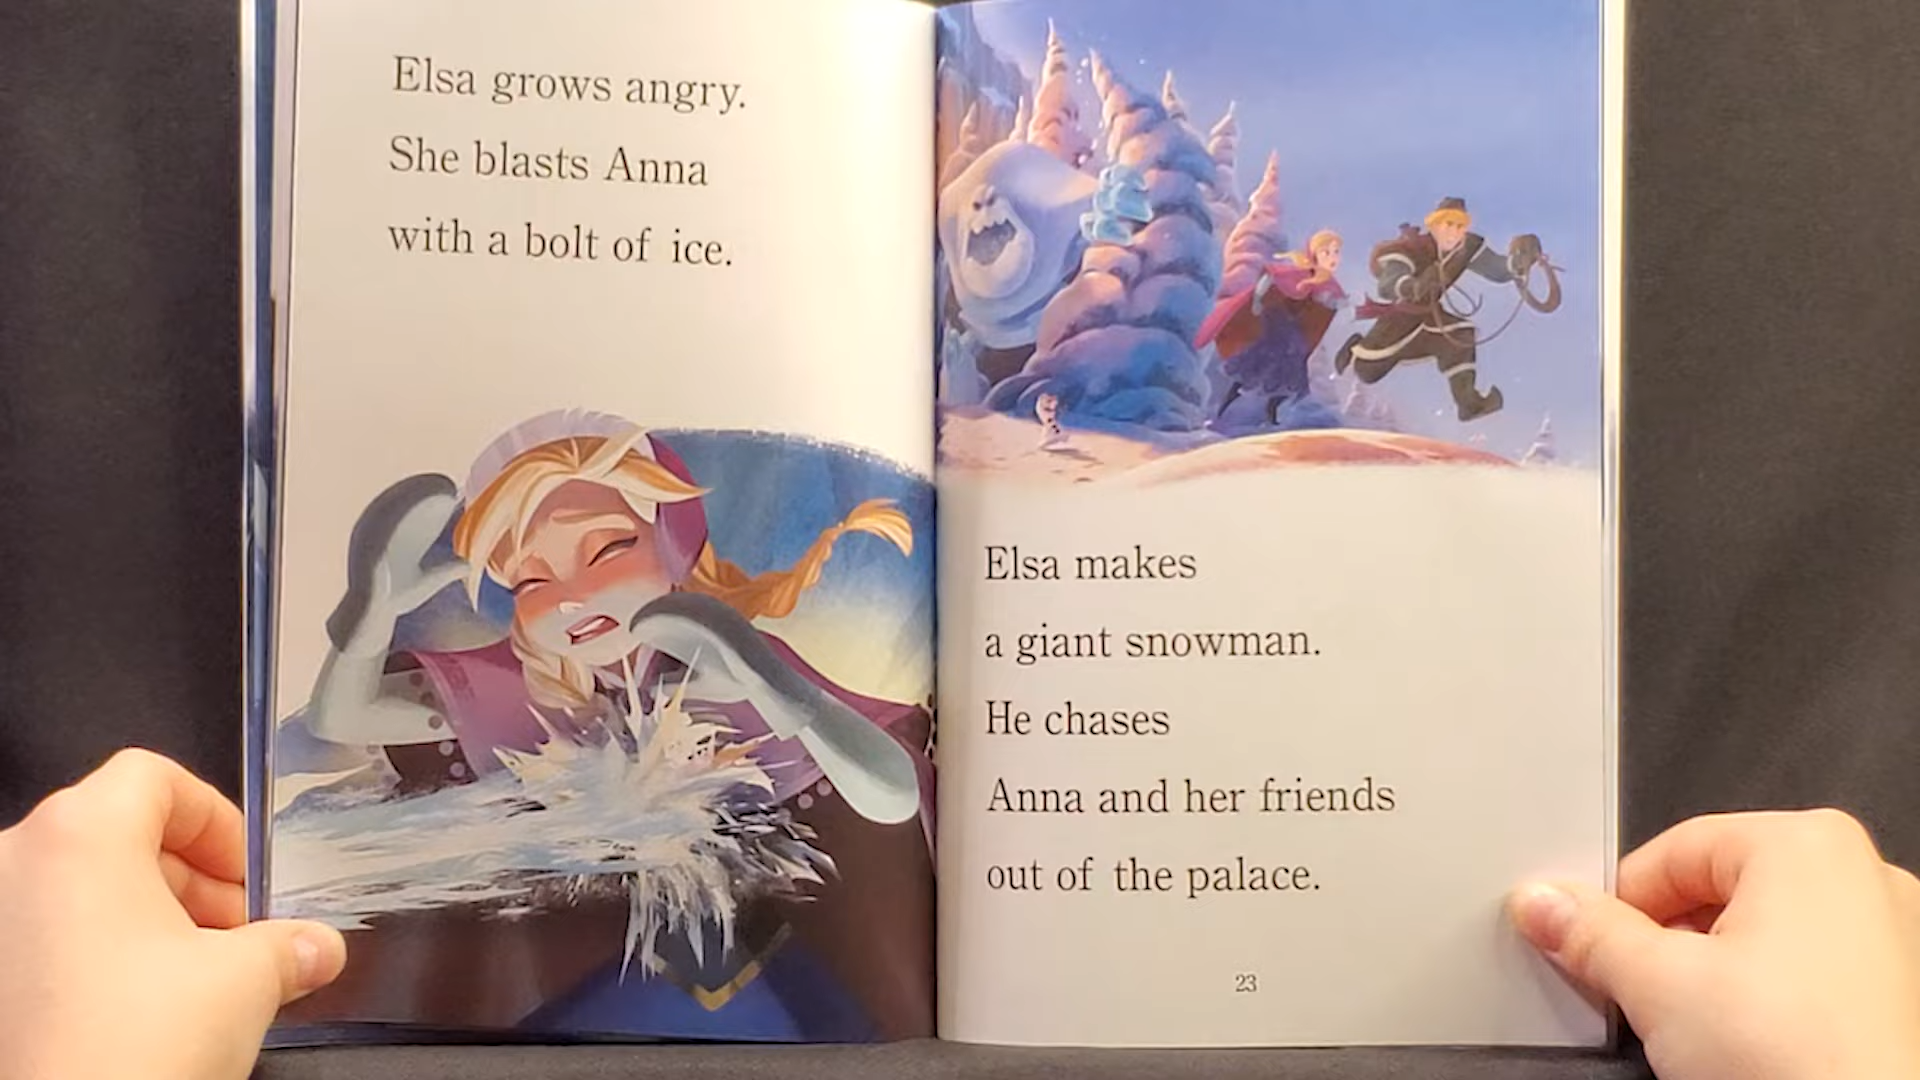 Elsa grows angry.
She blasts Anna
with a bolt of ice.
Elsa makes
a giant snowman.
He chases
Anna and her friends
out of the palace.
23